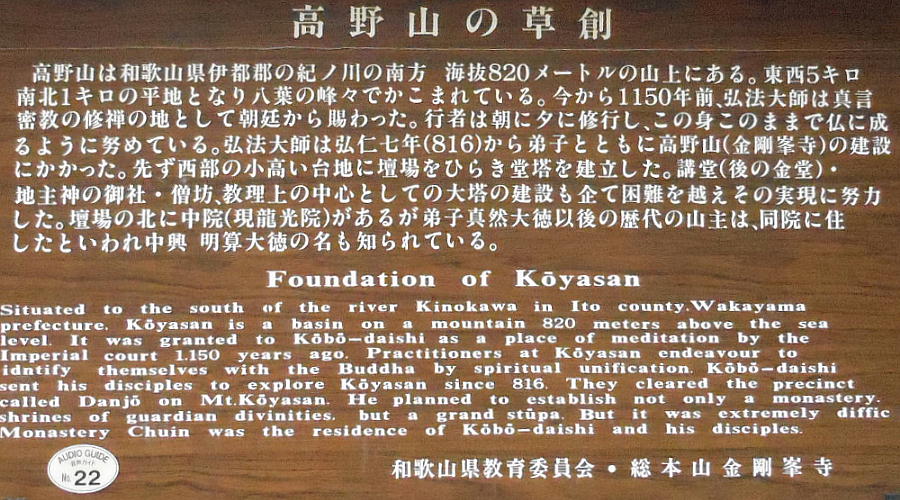 高野山の草創
高野山は和歌山県伊都郡の紀ノ川の南方　海抜820メートルの山上にある。東西5キロ
南北1キロの平地となり八葉の峰々でかこまれている。今から1150年前、弘法大師は真言
密教の修禅の地として朝廷から賜わった。行者は朝に夕に修行し、この身このままで仏に成
るように努めている。弘法大師は弘仁七年(816)から弟子とともに高野山(金剛峯寺)の建設
にかかった。先ず西部の小高い台地に壇場をひらき堂塔を建立した。講堂(後の金堂)・
地主神の御社・僧坊、教理上の中心としての大塔の建設も企て困難を越えその実現に努力
した。壇場の北に中院(現龍光院)があるが弟子真然大徳以後の歴代の山主は、同院に住
したといわれ中興 明算大徳の名も知られている。
Foundation of Kōyasan
Situated to the south of the river Kinokawa in Ito county.Wakayama
prefecture. Kōyasan is a basin on a mountain 820 meters above the sea
level. It was granted to Kōbō-daishi as a place of meditation by the
Imperial court 1.150 years ago. Practitioners at Kōyasan endeavour to
idntify themselves with the Buddha by spiritual unification. Kōbō-daishi
sent his disciples to explore Kōyasan since 816. They cleared the precinct
called Danjō on Mt.Kōyasan. He planned to establish not only a monastery.
shrines of guardian divinities. but a grand stūpa. But it was extremely diffic
Monastery Chuin was the residence of Kōbō-daishi and his disciples.
AUDIO GUIDE
音声ガイド
No. 22
和歌山県教育委員会・総本山金剛峯寺